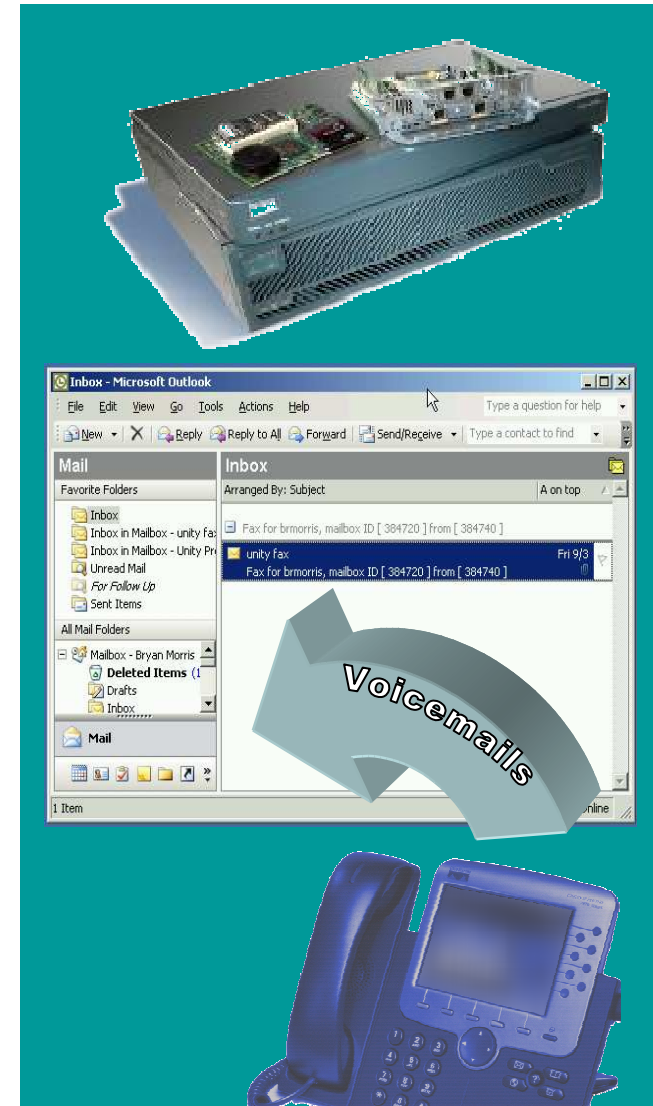 Inbox - Microsoft Outlook
File Edit View Go Tools Actions Help Type a question for help
New Reply Reply to All Forward Send/Receive Type a contact to find
Mail Inbox
Favorite Folders Arranged By: Subject A on top
Inbox
Inbox in Mailbox - unity fa
Inbox in Mailbox - Unity Pr
Unread Mail
For Follow Up
Sent Items
Fax for brmorris, mailbox ID [ 384720 ] from [ 384740 ]
unity fax Fri 9/3
Fax for brmorris, mailbox ID [ 384720 ] from [ 384740 ]
All Mail Folders
Mailbox - Bryan Morris
Deleted Items (1
Drafts
Inbox
Mail
1 Item nline
Voicemails